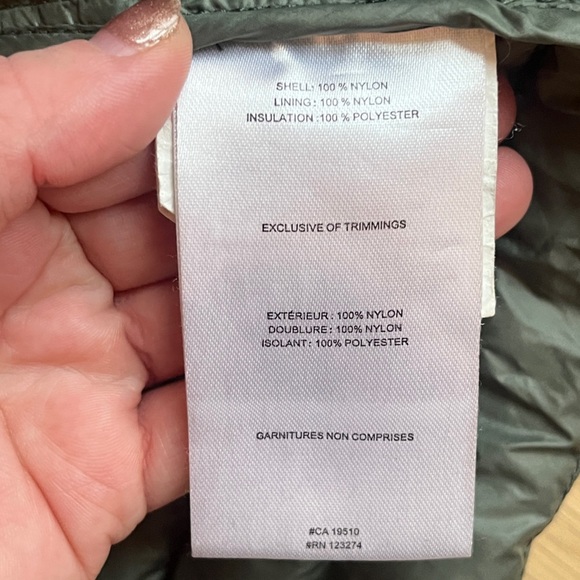 SHELL: 100 % NYLON
LINING: 100 % NYLON
INSULATION :100 % POLYESTER
EXCLUSIVE OF TRIMMINGS
EXTÉRIEUR: 100% NYLON
DOUBLURE: 100% NYLON
ISOLANT: 100% POLYESTER
GARNITURES NON COMPRISES
#CA 19510
#RN 123274